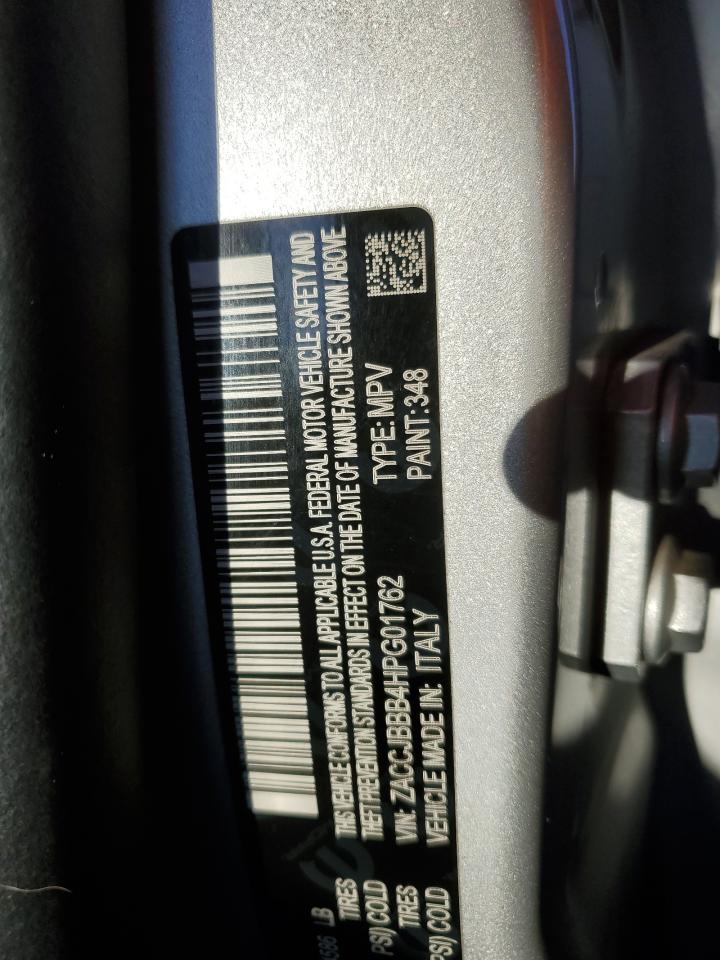 THIS VEHICLE CONFORMS TO ALL APPLICABLE U.S.A. FEDERAL MOTOR VEHICLE SAFETY AND
THEFT PREVENTION STANDARDS IN EFFECT ON THE DATE OF MANUFACTURE SHOWN ABOVE
VIN: ZACCJBBB4HPG01762 TYPE: MPV
VEHICLE MADE IN: ITALY PAINT: 348
LB
TIRES
PSI) COLD
TIRES
PSI) COLD